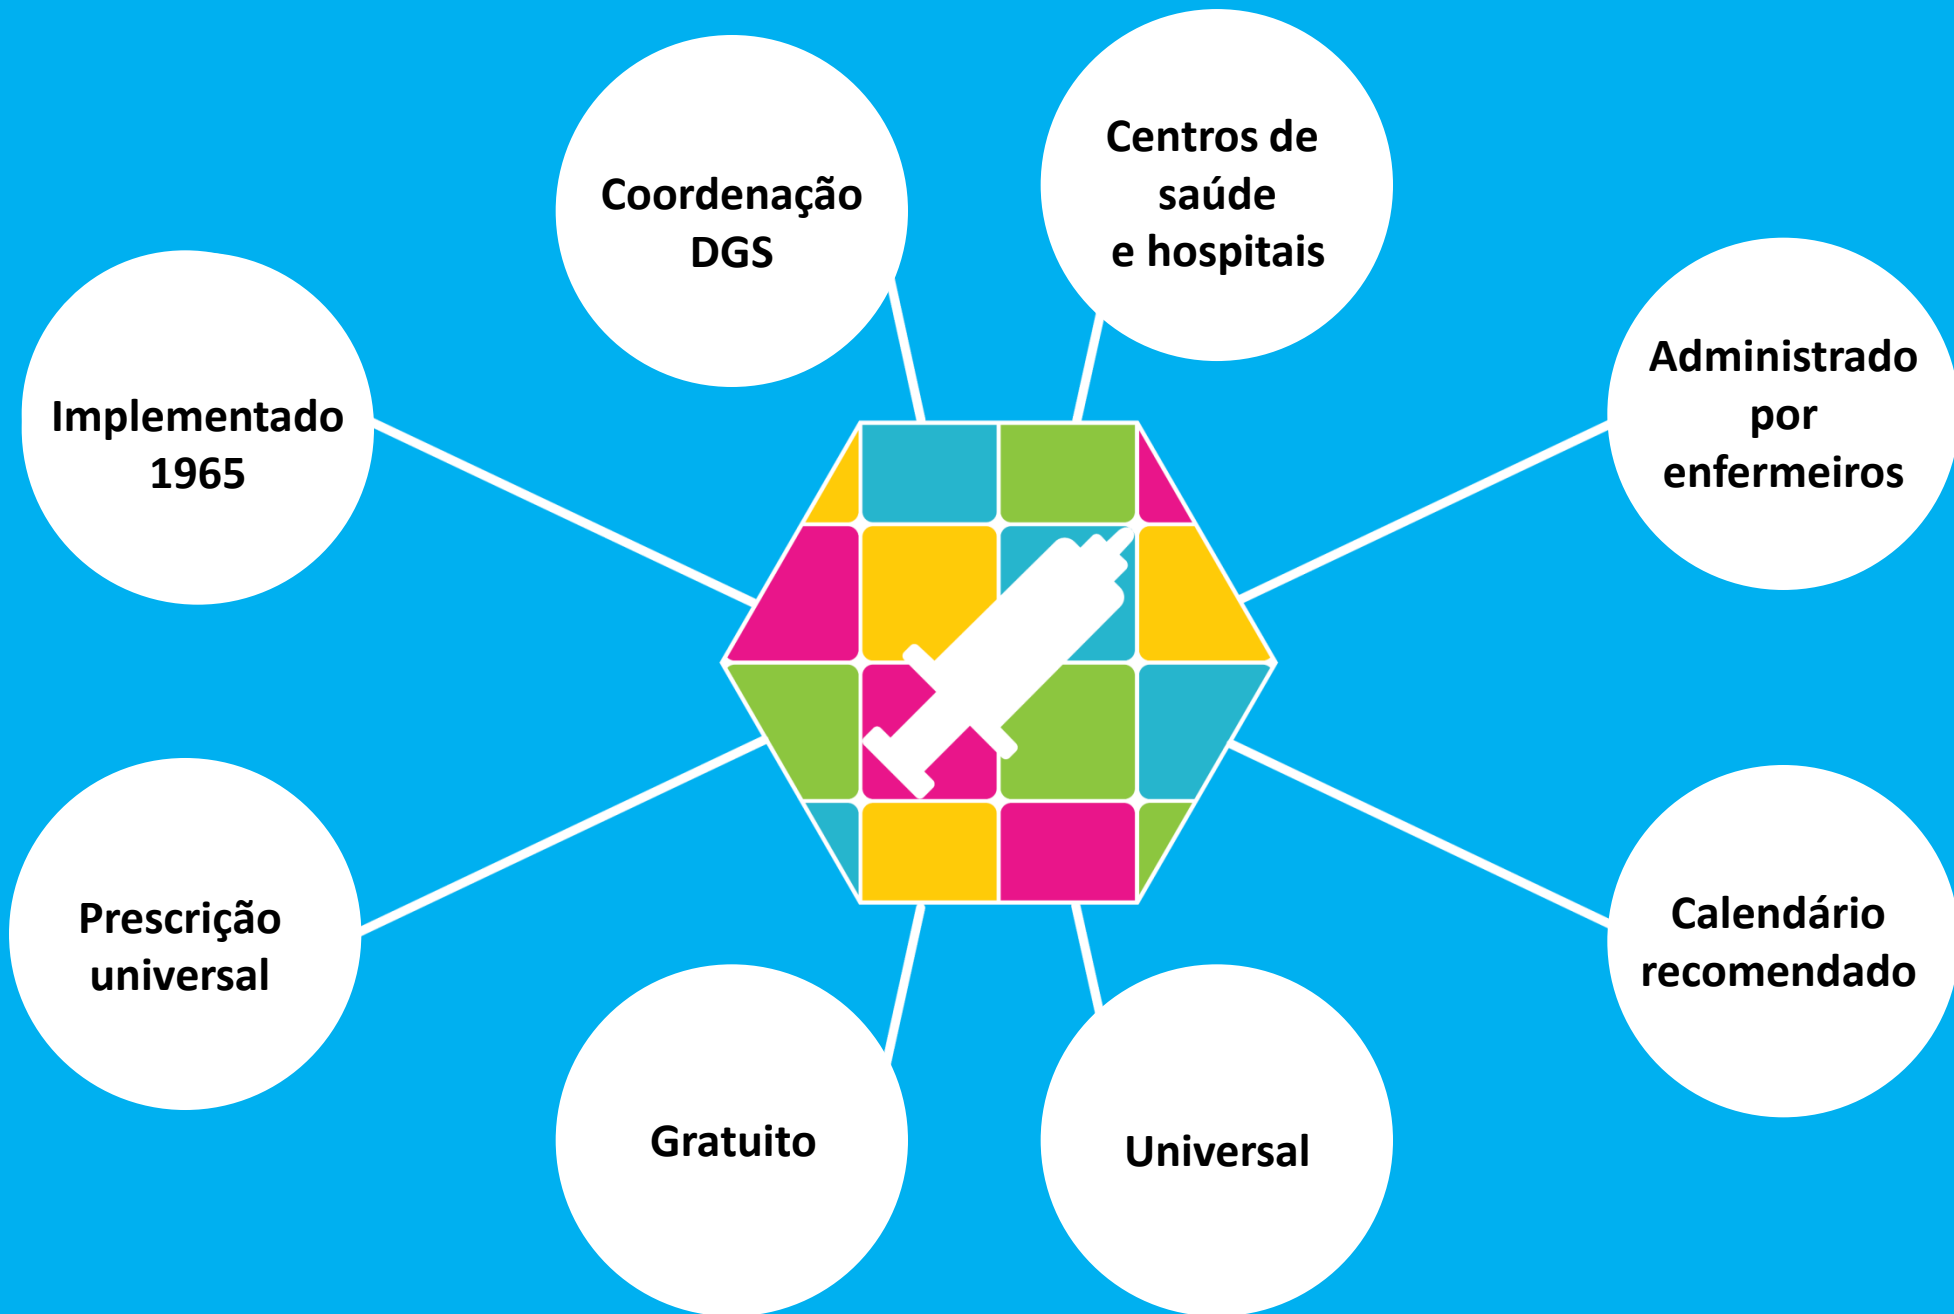 Coordenação
DGS
Centros de
saúde
e hospitais
Implementado
1965
Administrado
por
enfermeiros
Prescrição
universal
Calendário
recomendado
Gratuito
Universal